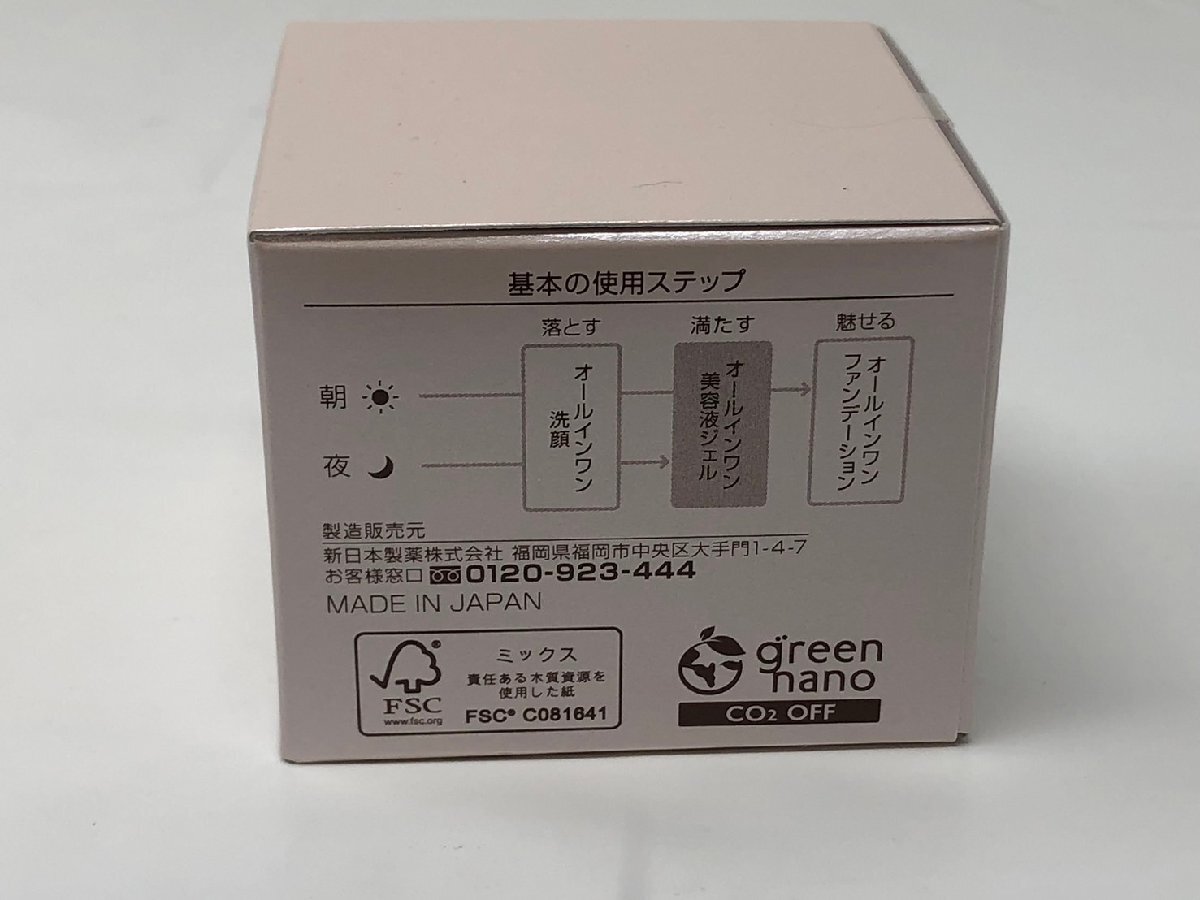 基本の使用ステップ
落とす 満たす 魅せる
朝
夜
オールインワン
洗顔
オールインワン
美容液ジェル
オールインワン
ファンデーション
製造販売元
新日本製薬株式会社 福岡県福岡市中央区大手門1-4-7
お客様窓口 0120-923-444
MADE IN JAPAN
FSC
www.fsc.org
ミックス
責任ある木質資源を
使用した紙
FSC® C081641
green
nano
CO2 OFF